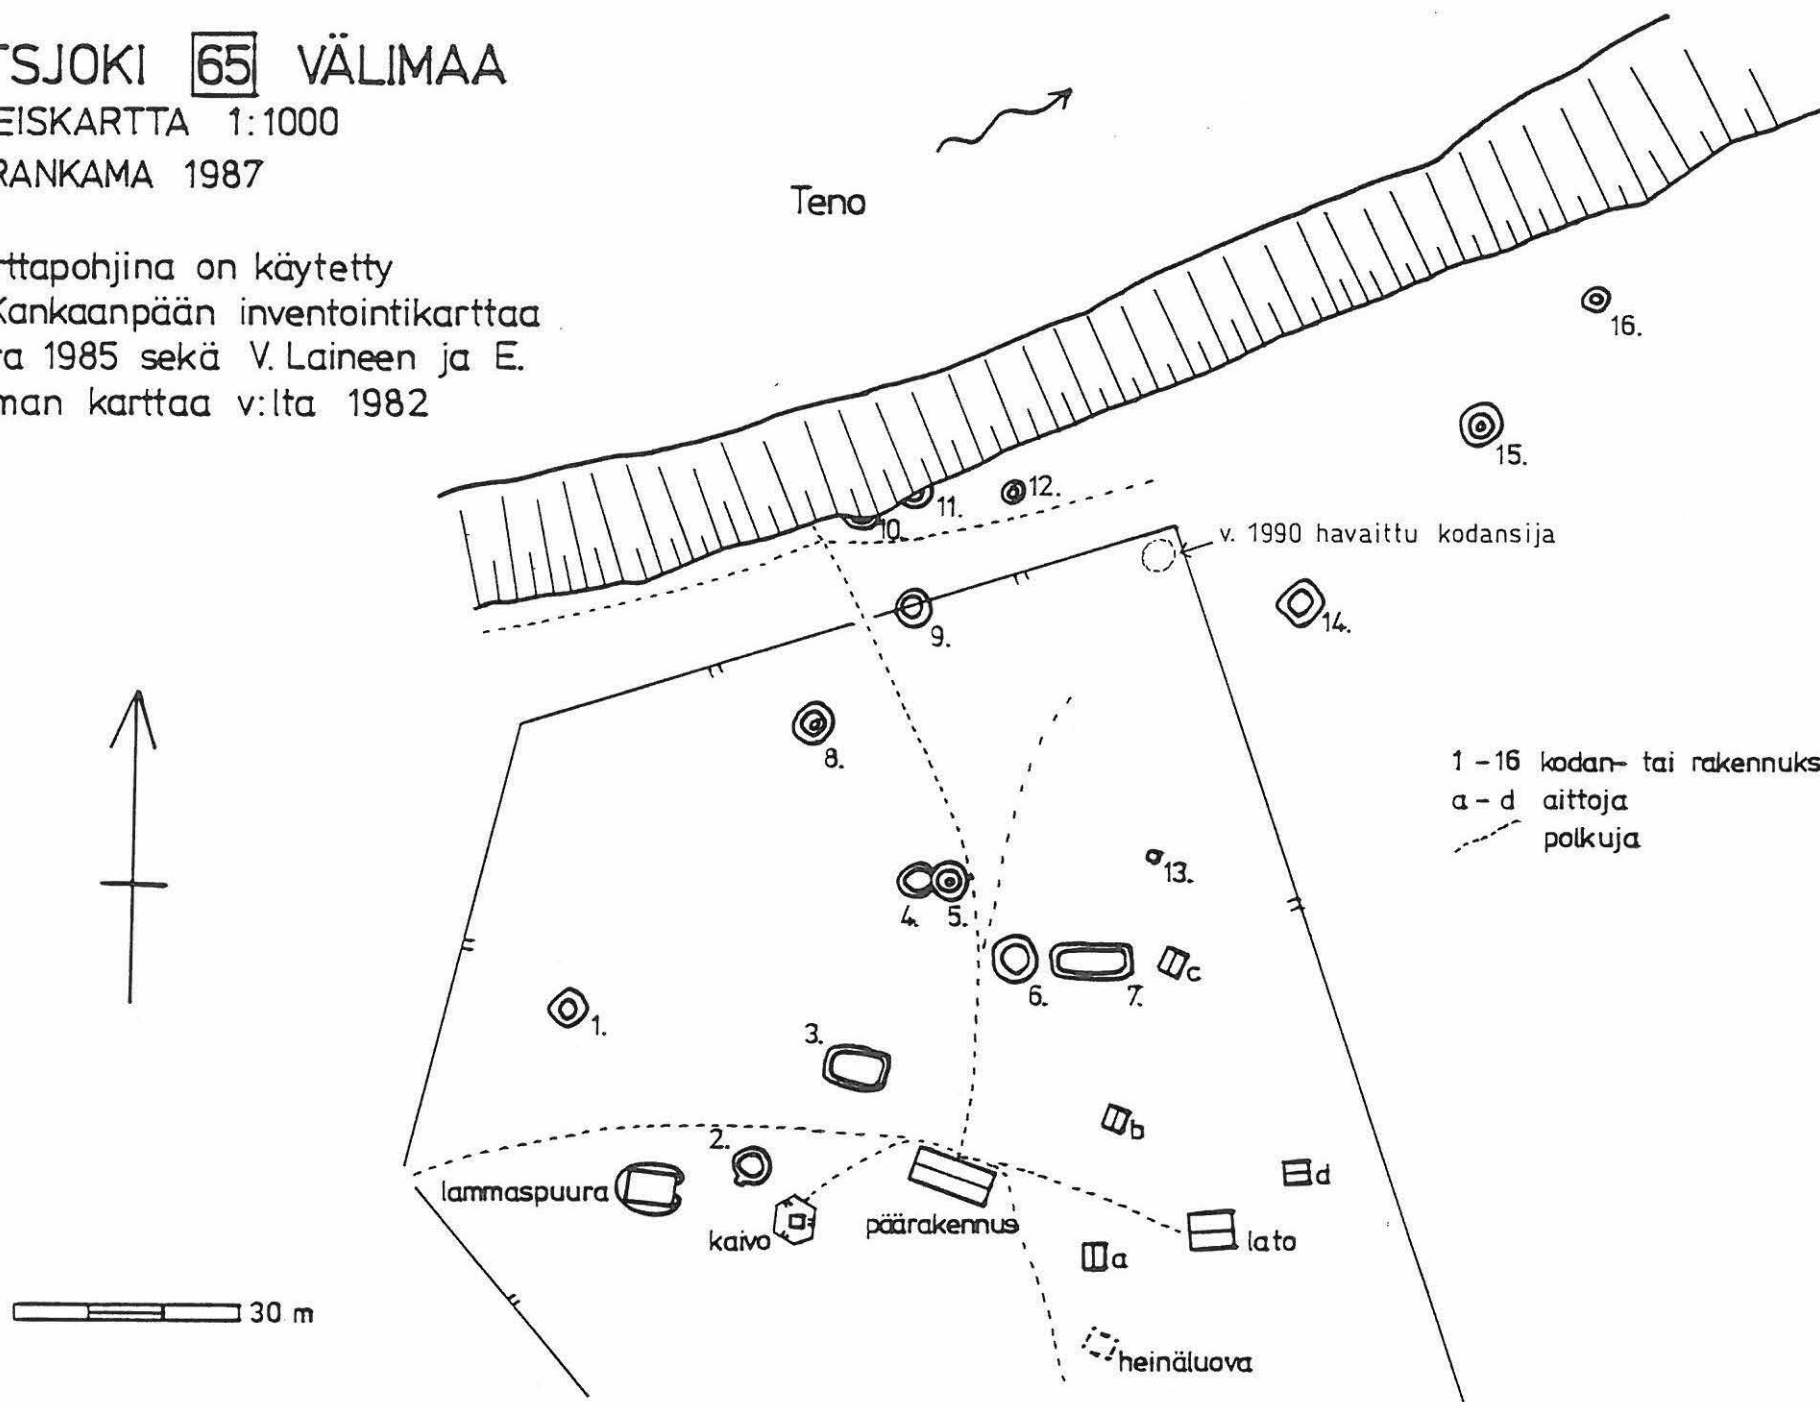 TSJOKI 65 VÄLIMAA
EISKARTTA 1:1000
RANKAMA 1987
rttapohjina on käytetty
Kankaanpään inventointikarttaa
ta 1985 sekä V. Laineen ja E.
man karttaa v:lta 1982
Teno
16.
15.
12.
11.
10.
v. 1990 havaittu kodansija
14.
9.
8.
1-16 kodan- tai rakennuks
a-d aittoja
polkuja
13.
4. 5.
c
6. 7.
1.
3.
b
2.
d
lammaspuura
kaivo
päärakennus
lato
a
30 m
heinäluova